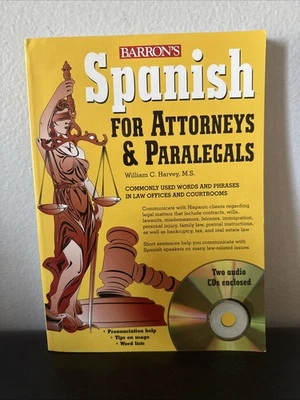 BARRON'S
Spanish
FOR ATTORNEYS
& PARALEGALS
William C. Harvey, M.S.
COMMONLY USED WORDS AND PHRASES
IN LAW OFFICES AND COURTROOMS
Communicate with Hispanic clients regarding
legal matters that include contracts, wills,
lawsuits, misdemeanors, felonies, immigration,
personal injury, family law, pretrial instructions,
as well as bankruptcy, tax, and real estate law
Short sentences help you communicate with
Spanish speakers on many law-related issues
Two audio
CDs enclosed
• Pronunciation help
• Tips on usage
• Word lists